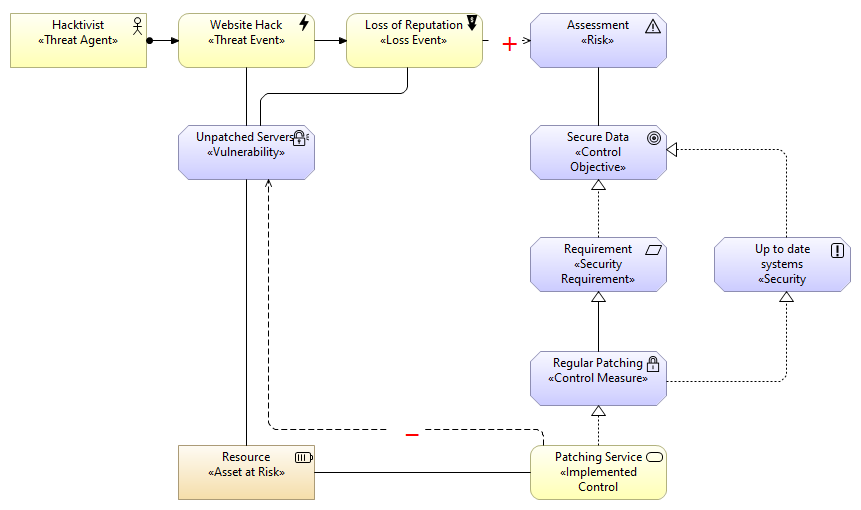 Hacktivist
«Threat Agent»
Website Hack
«Threat Event»
Loss of Reputation
«Loss Event»
+
Assessment
«Risk»
Unpatched Servers
«Vulnerability»
Secure Data
«Control
Objective»
Requirement
«Security
Requirement»
Up to date
systems
«Security
Regular Patching
«Control Measure»
−
Resource
«Asset at Risk»
Patching Service
«Implemented
Control